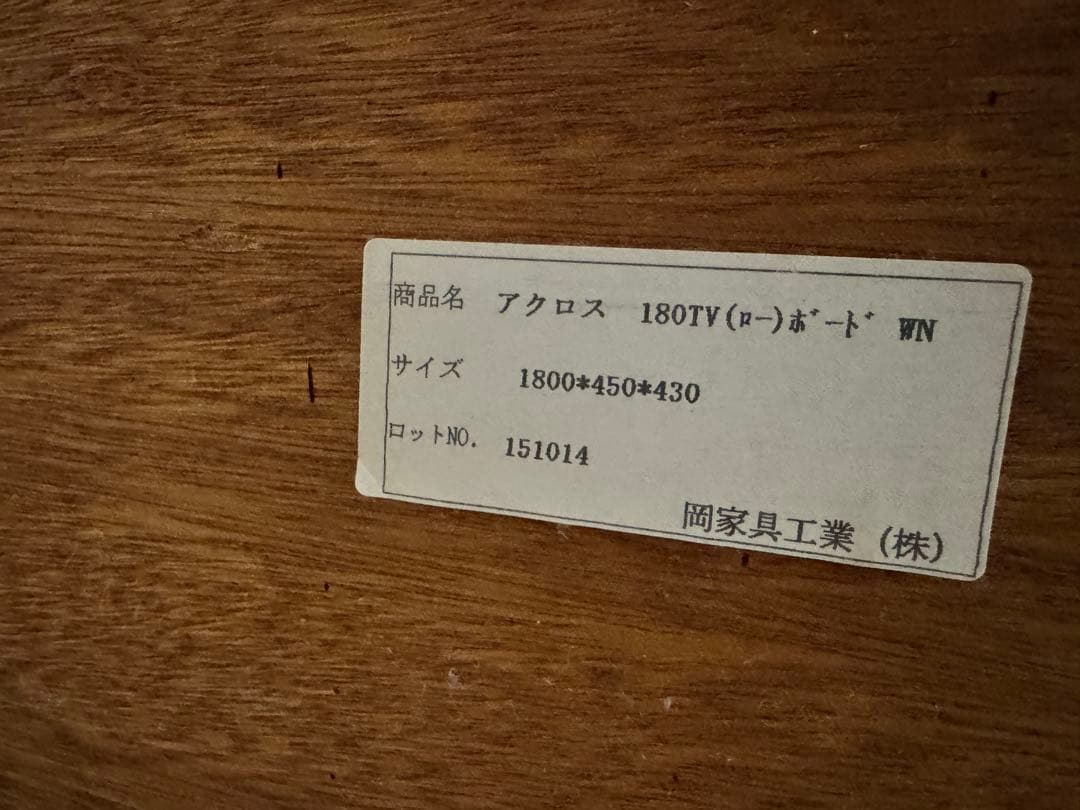 商品名 アクロス 180TV(ﾛｰ)ﾎﾞｰﾄﾞ WN
サイズ 1800*450*430
ロットNO. 151014
岡家具工業（株）